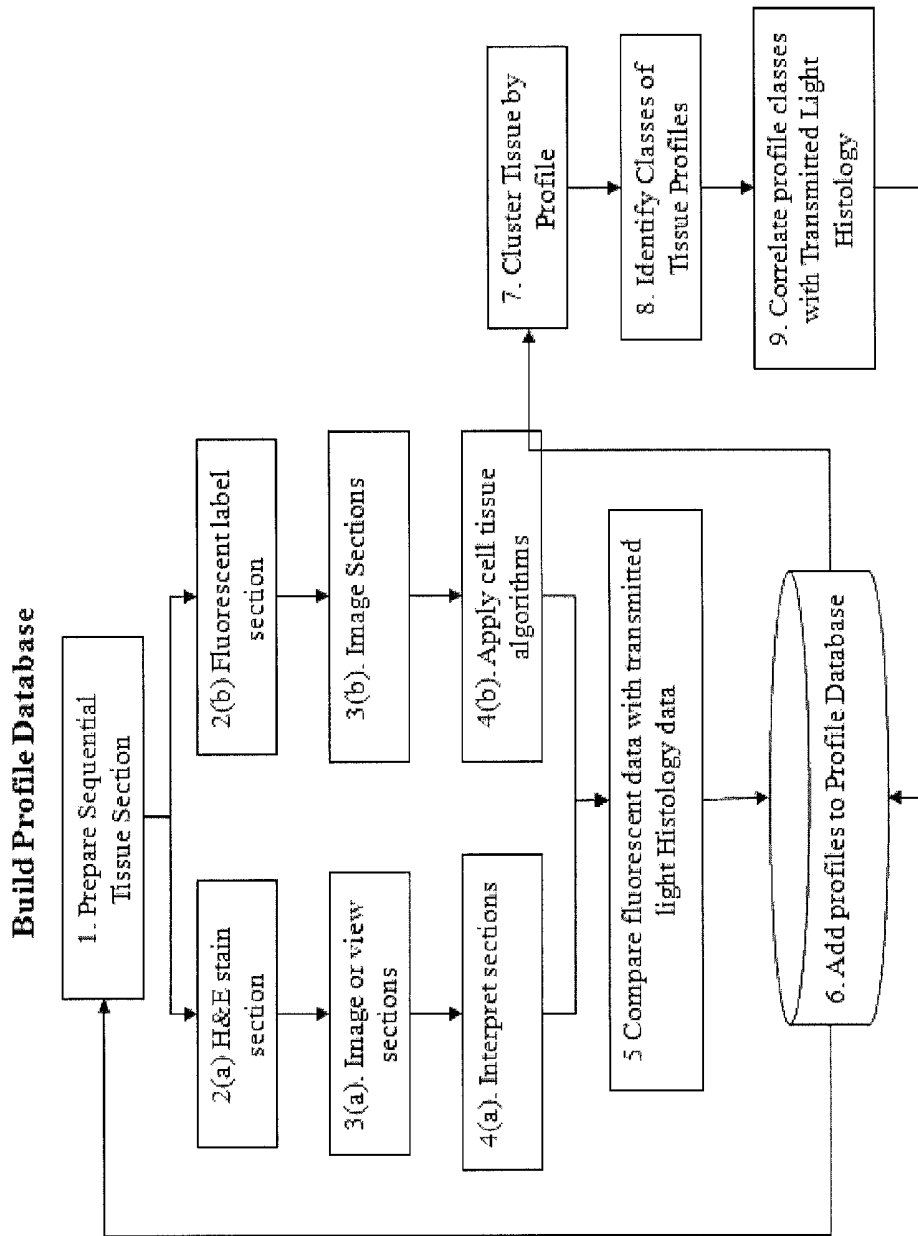 Build Profile Database
1. Prepare Sequential
Tissue Section
2(a) H&E stain
section
2(b) Fluorescent label
section
3(a). Image or view
sections
3(b). Image Sections
4(a). Interpret sections
4(b). Apply cell tissue
algorithms
5 Compare fluorescent data with transmitted
light Histology data
6. Add profiles to Profile Database
7. Cluster Tissue by
Profile
8. Identify Classes of
Tissue Profiles
9. Correlate profile classes
with Transmitted Light
Histology